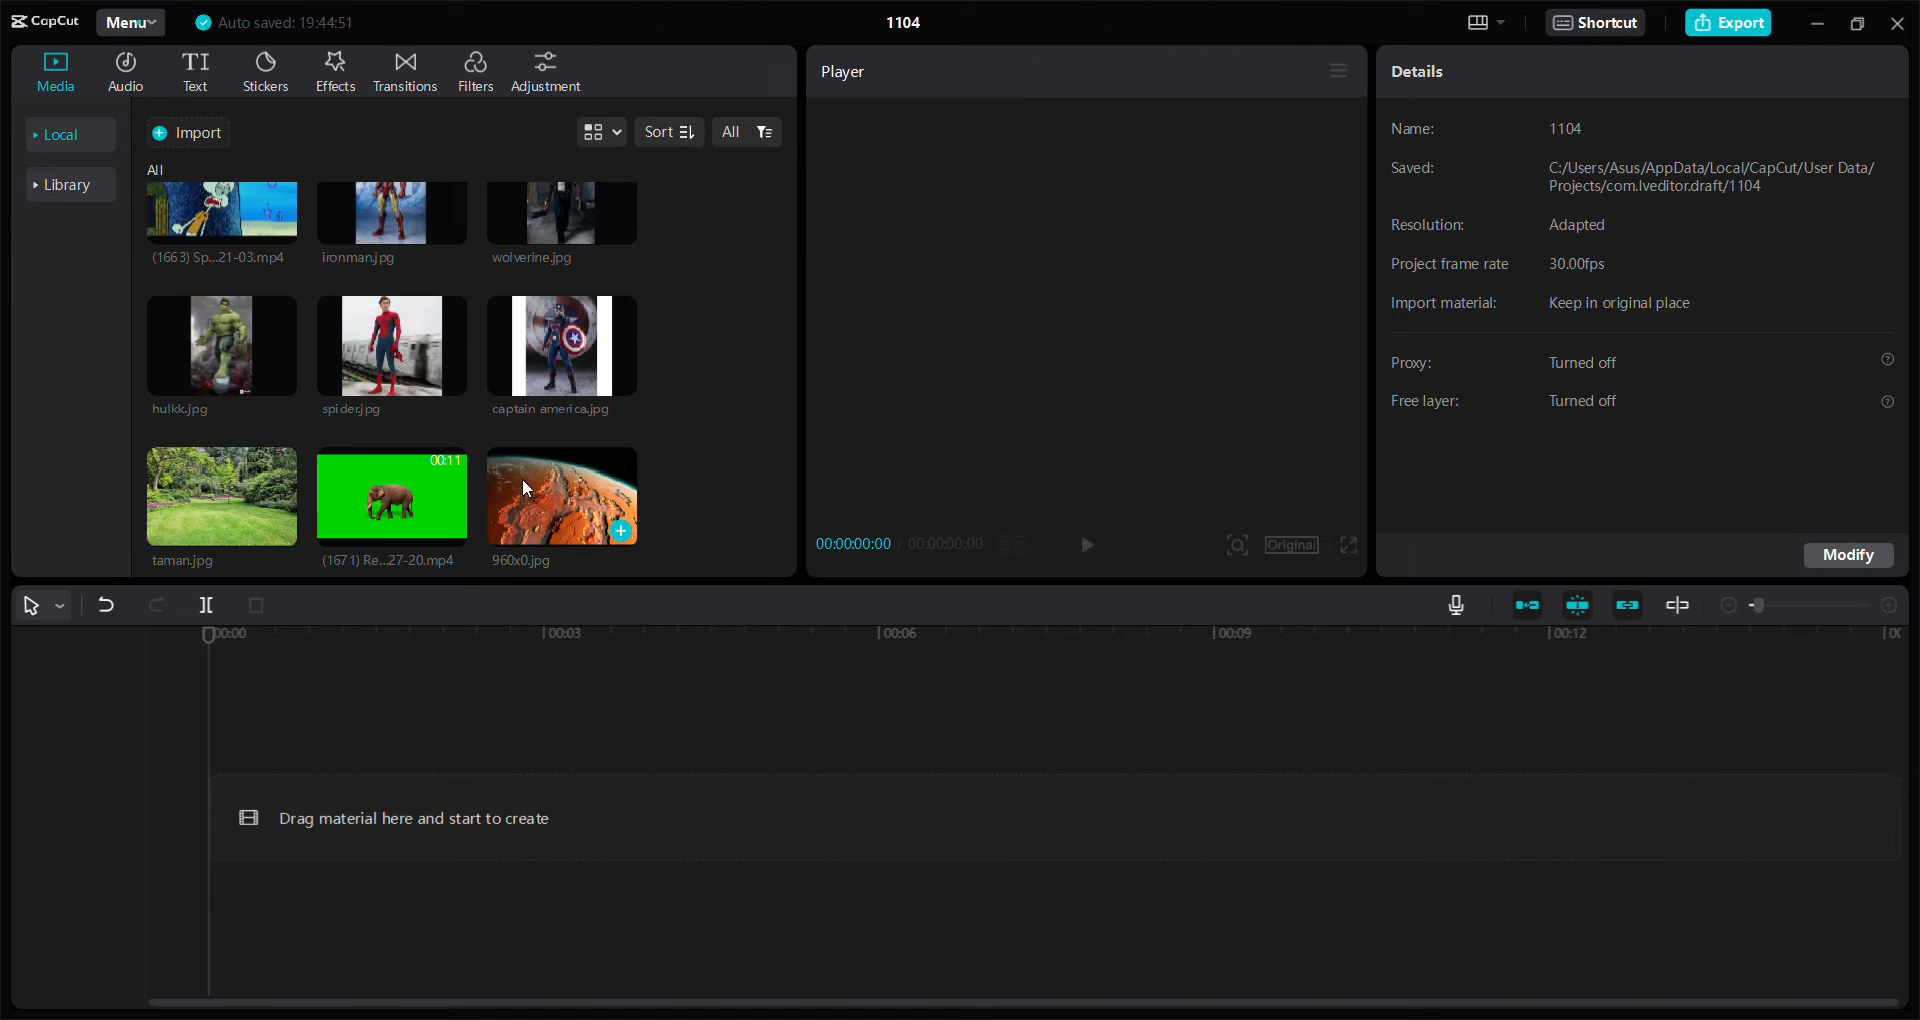 CapCut
Menu
Auto saved: 19:44:51
1104
Shortcut
Export
Media
Audio
TI
Text
Stickers
Effects
Transitions
Filters
Adjustment
Player
Details
Local
Library
Import
Sort
All
All
(1663) Sp...21-03.mp4
ironman.jpg
wolverine.jpg
hulkk.jpg
spider.jpg
captain america.jpg
00:11
taman.jpg
(1671) Re...27-20.mp4
960x0.jpg
00:00:00:00 / 00:00:00:00
Original
Name: 1104
Saved: C:/Users/Asus/AppData/Local/CapCut/User Data/
Projects/com.lveditor.draft/1104
Resolution: Adapted
Project frame rate 30.00fps
Import material: Keep in original place
Proxy: Turned off
Free layer: Turned off
Modify
00:00 00:03 00:06 00:09 00:12
Drag material here and start to create